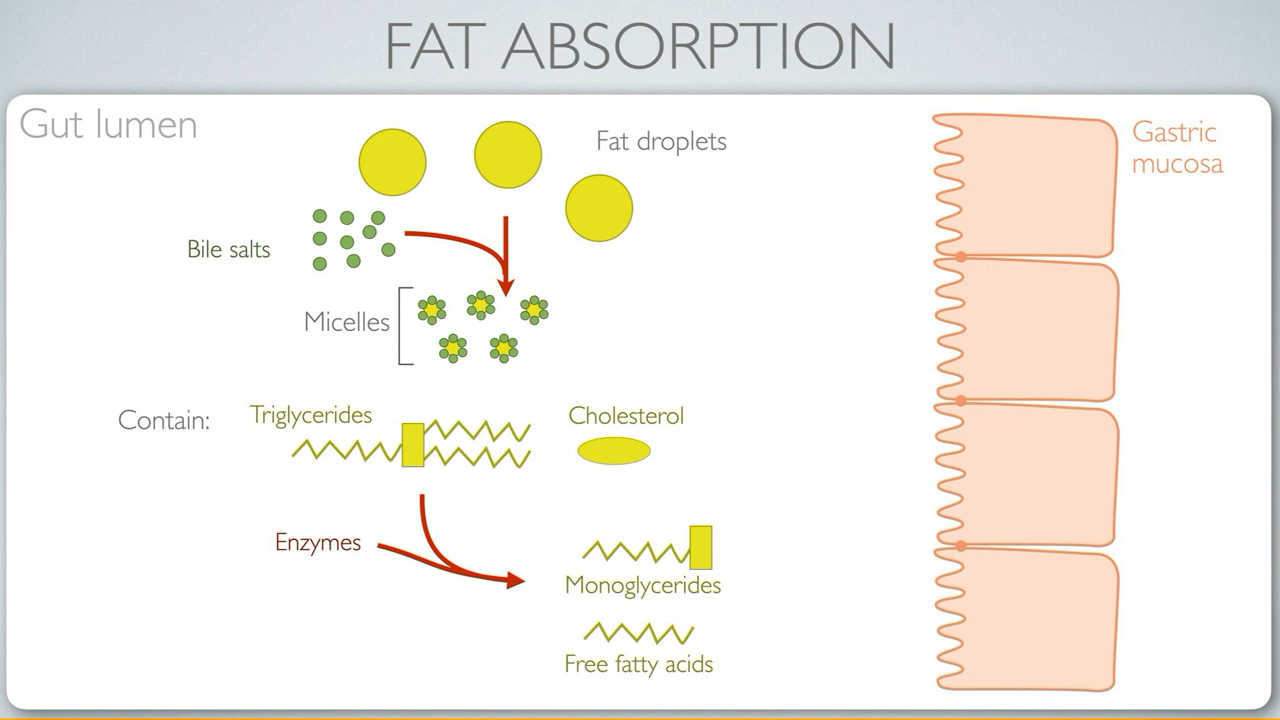 FAT ABSORPTION
Gut lumen
Fat droplets
Gastric
mucosa
Bile salts
Micelles
Contain:
Triglycerides
Cholesterol
Enzymes
Monoglycerides
Free fatty acids